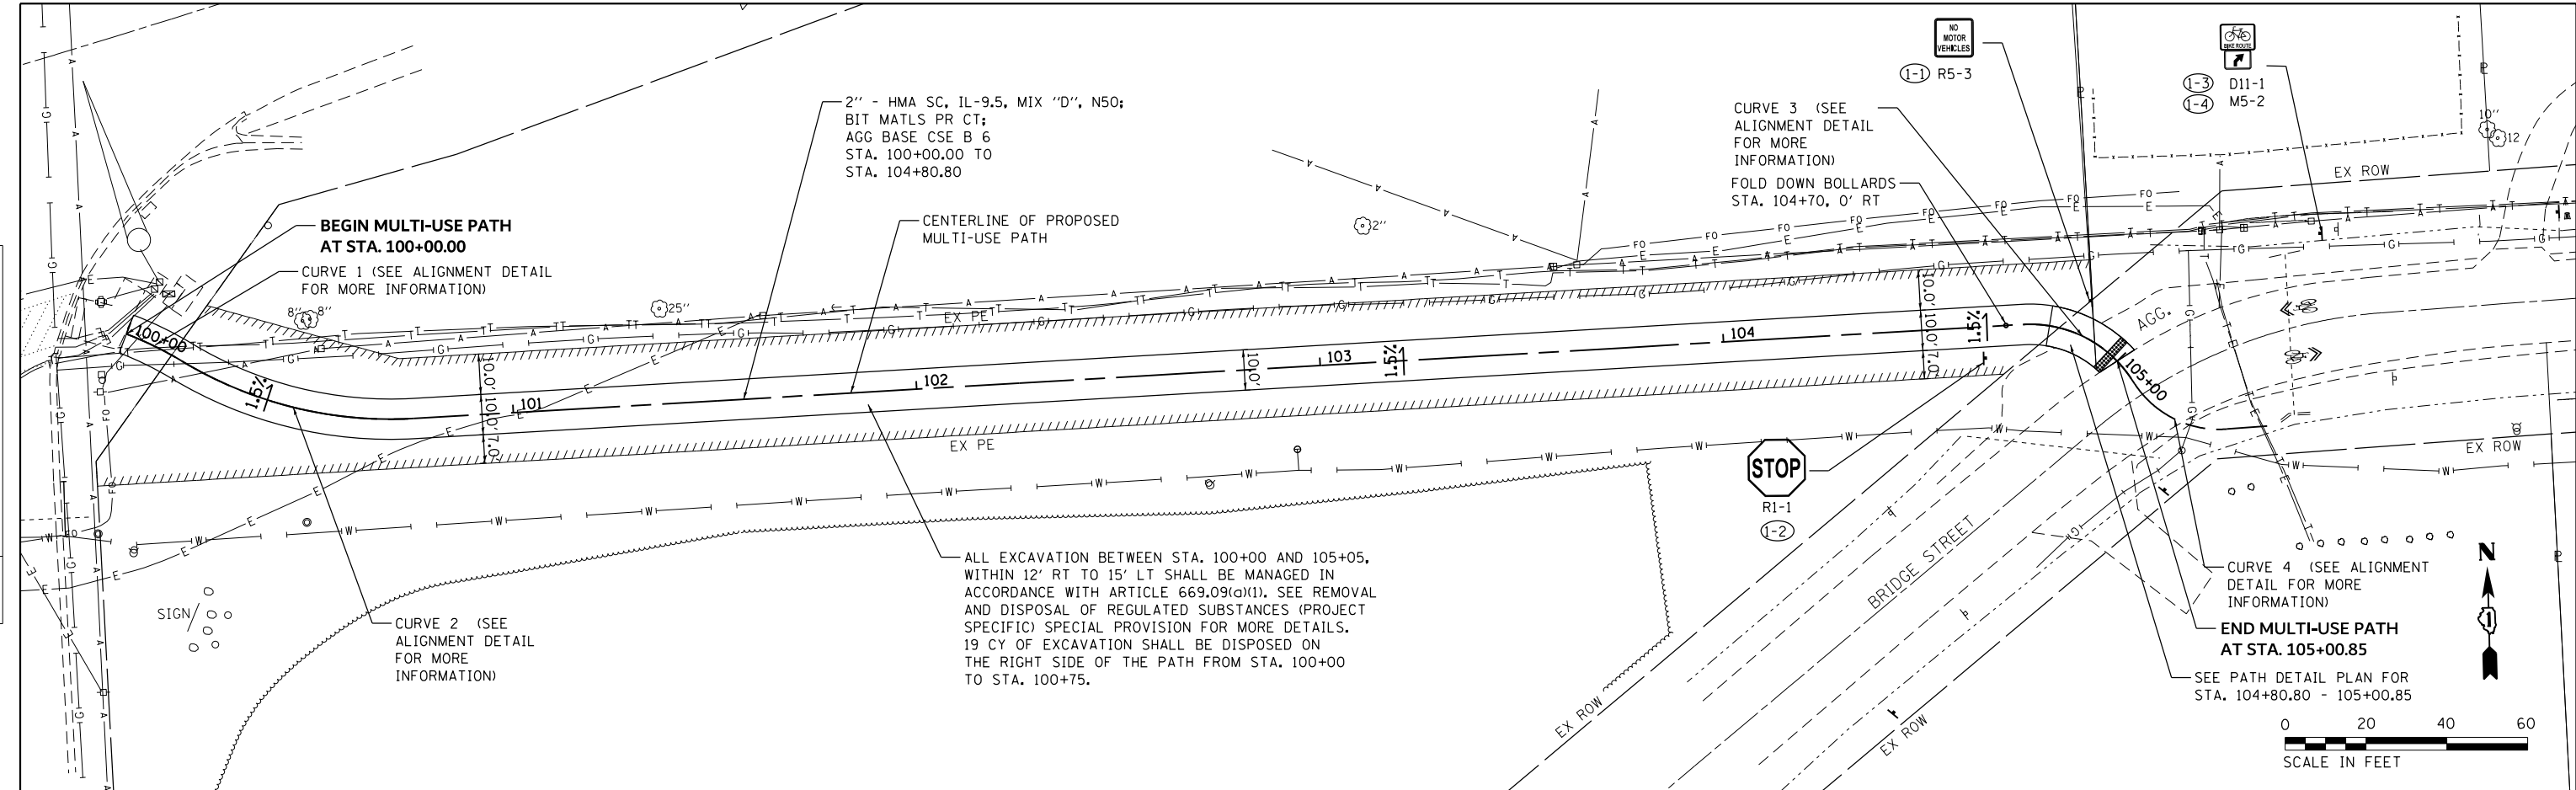 NO
MOTOR
VEHICLES
1-1 R5-3
BIKE ROUTE
1-3 D11-1
1-4 M5-2
10"
12
2'' - HMA SC, IL-9.5, MIX "D", N50;
BIT MATLS PR CT;
AGG BASE CSE B 6
STA. 100+00.00 TO
STA. 104+80.80
CURVE 3 (SEE
ALIGNMENT DETAIL
FOR MORE
INFORMATION)
FOLD DOWN BOLLARDS
STA. 104+70, 0' RT
EX ROW
BEGIN MULTI-USE PATH
AT STA. 100+00.00
CURVE 1 (SEE ALIGNMENT DETAIL
FOR MORE INFORMATION)
CENTERLINE OF PROPOSED
MULTI-USE PATH
2''
8'' 8''
25''
EX PE
AGG.
100+00
101
102
103
104
105+00
1.5%
1.5%
1.5%
10.0'
10.0'
7.0'
10.0'
10.0'
10.0'
7.0'
EX PE
EX ROW
STOP
R1-1
1-2
BRIDGE STREET
SIGN
CURVE 2 (SEE
ALIGNMENT DETAIL
FOR MORE
INFORMATION)
ALL EXCAVATION BETWEEN STA. 100+00 AND 105+05,
WITHIN 12' RT TO 15' LT SHALL BE MANAGED IN
ACCORDANCE WITH ARTICLE 669.09(a)(1). SEE REMOVAL
AND DISPOSAL OF REGULATED SUBSTANCES (PROJECT
SPECIFIC) SPECIAL PROVISION FOR MORE DETAILS.
19 CY OF EXCAVATION SHALL BE DISPOSED ON
THE RIGHT SIDE OF THE PATH FROM STA. 100+00
TO STA. 100+75.
EX ROW
EX ROW
CURVE 4 (SEE ALIGNMENT
DETAIL FOR MORE
INFORMATION)
END MULTI-USE PATH
AT STA. 105+00.85
SEE PATH DETAIL PLAN FOR
STA. 104+80.80 - 105+00.85
N
0 20 40 60
SCALE IN FEET